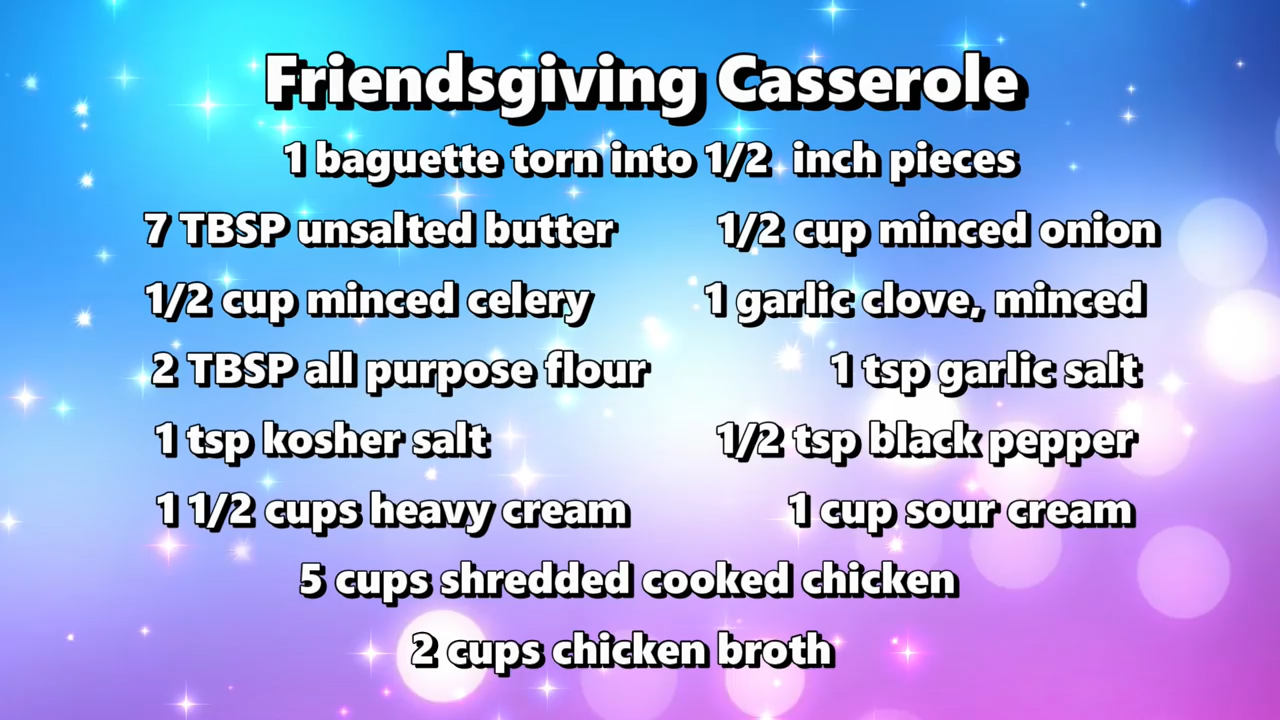 Friendsgiving Casserole
1 baguette torn into 1/2 inch pieces
7 TBSP unsalted butter 1/2 cup minced onion
1/2 cup minced celery 1 garlic clove, minced
2 TBSP all purpose flour 1 tsp garlic salt
1 tsp kosher salt 1/2 tsp black pepper
1 1/2 cups heavy cream 1 cup sour cream
5 cups shredded cooked chicken
2 cups chicken broth